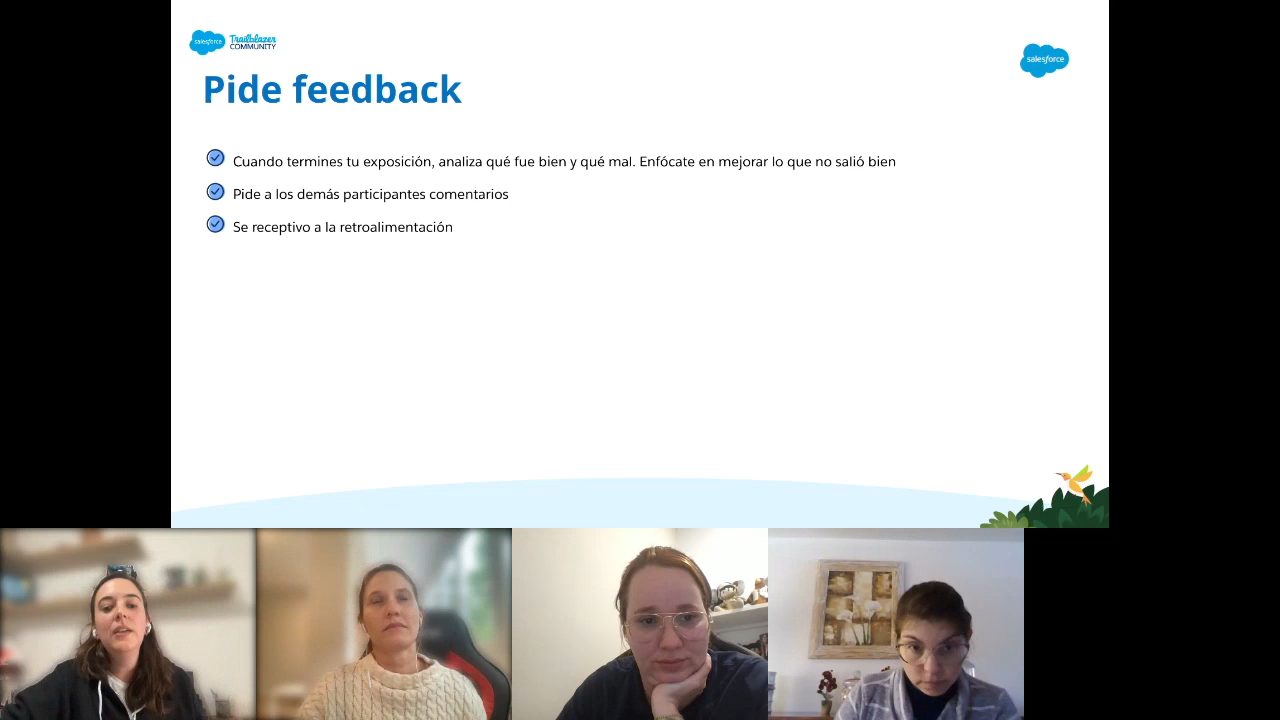 salesforce
Trailblazer
COMMUNITY
salesforce
Pide feedback
Cuando termines tu exposición, analiza qué fue bien y qué mal. Enfócate en mejorar lo que no salió bien
Pide a los demás participantes comentarios
Se receptivo a la retroalimentación